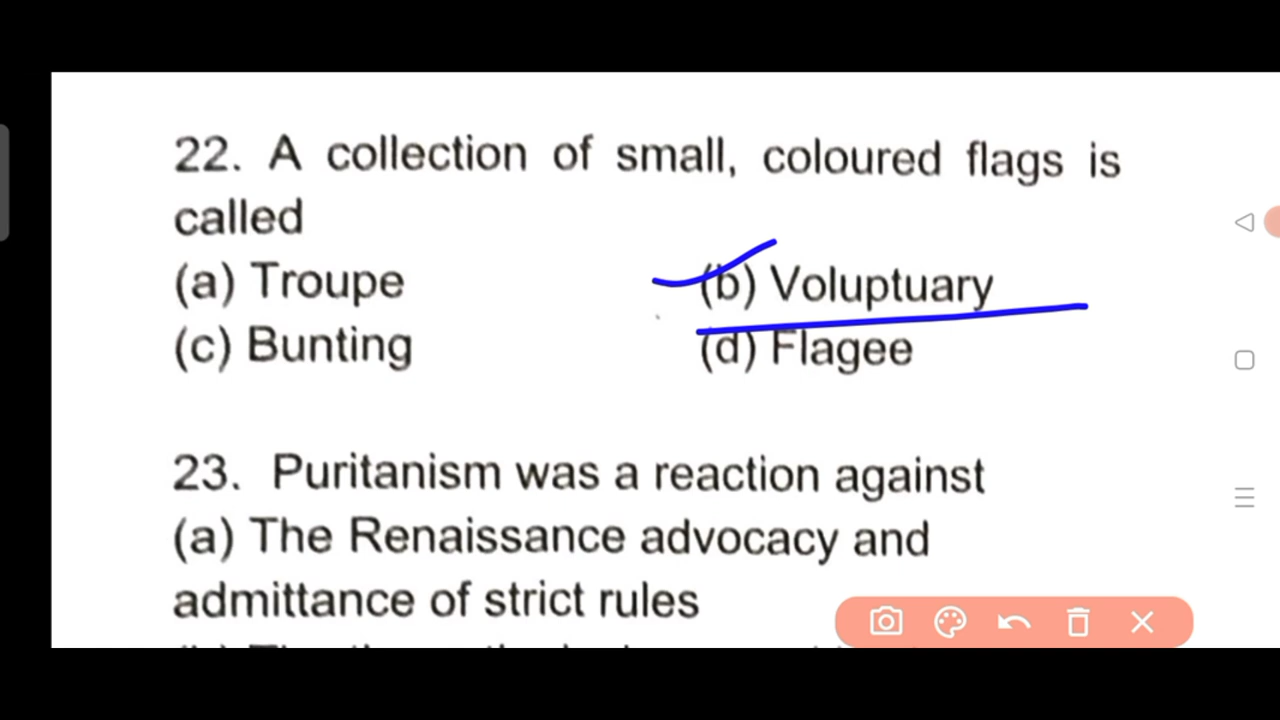 22. A collection of small, coloured flags is
called
(a) Troupe (b) Voluptuary
(c) Bunting (d) Flagee
23. Puritanism was a reaction against
(a) The Renaissance advocacy and
admittance of strict rules